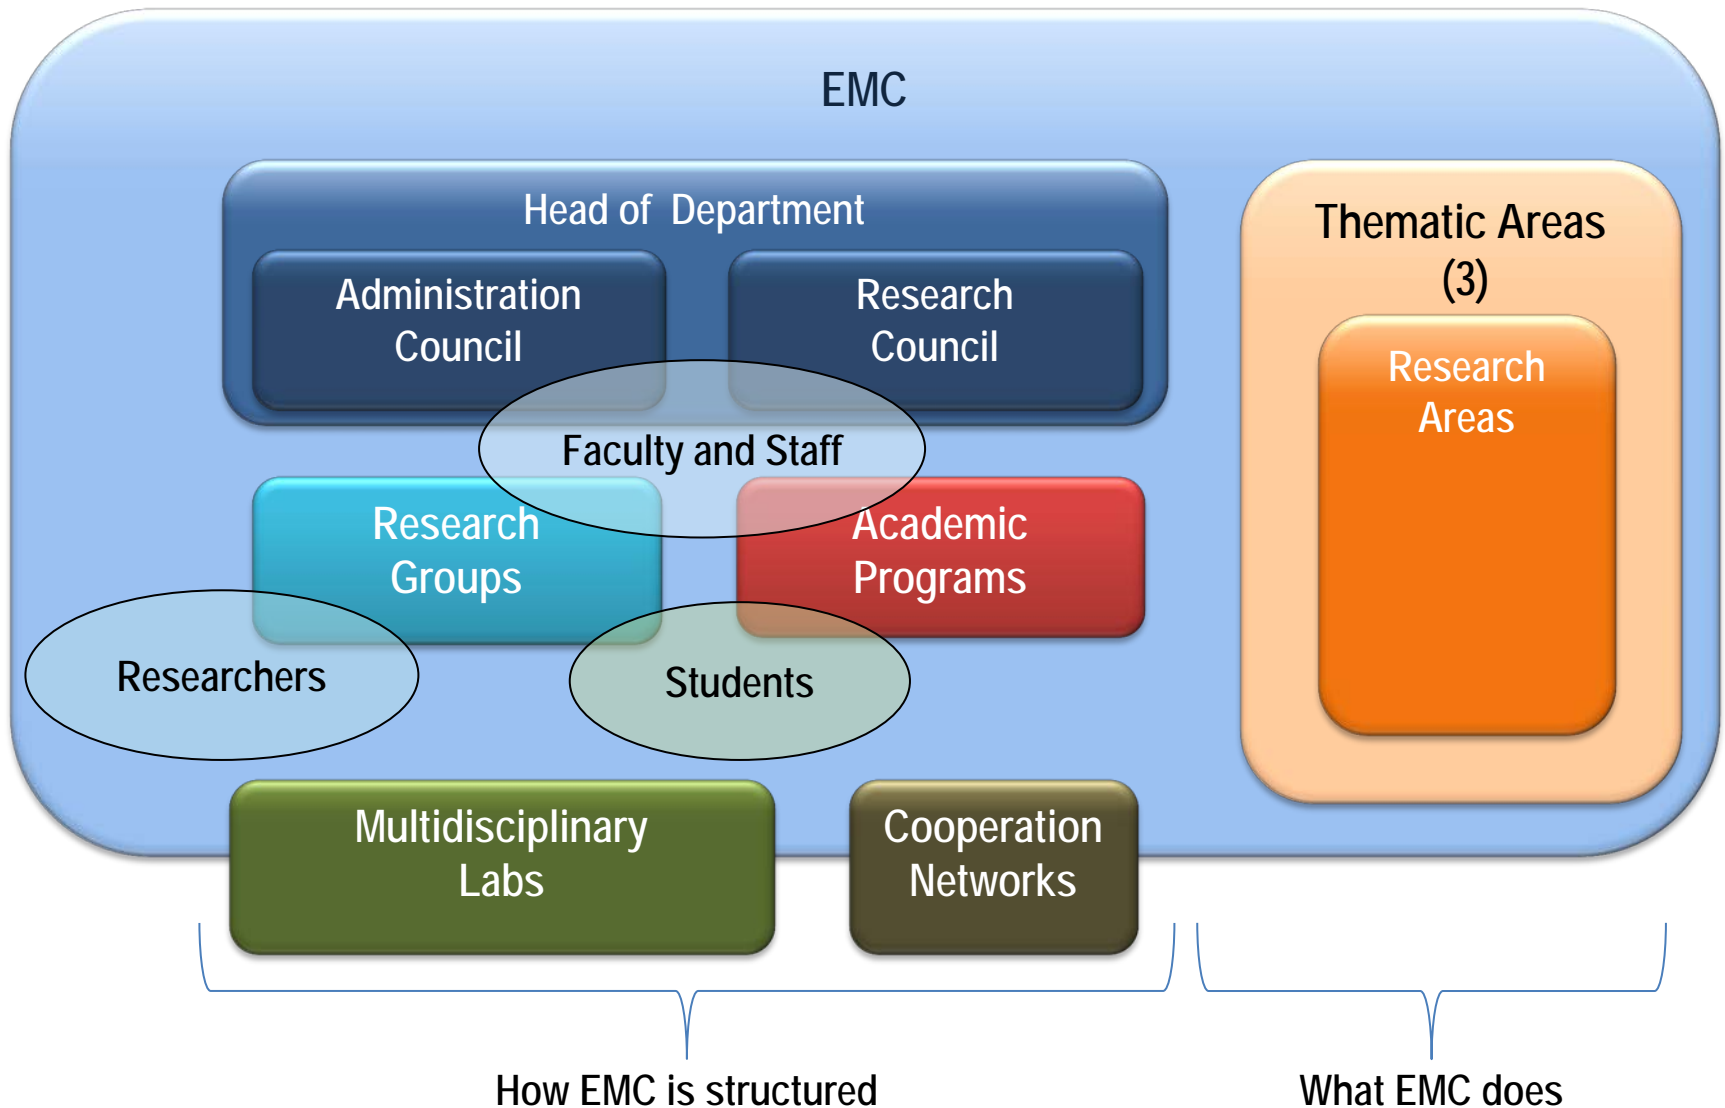 EMC
Head of Department
Administration
Council
Research
Council
Thematic Areas
(3)
Research
Areas
Faculty and Staff
Research
Groups
Academic
Programs
Researchers
Students
Multidisciplinary
Labs
Cooperation
Networks
How EMC is structured
What EMC does